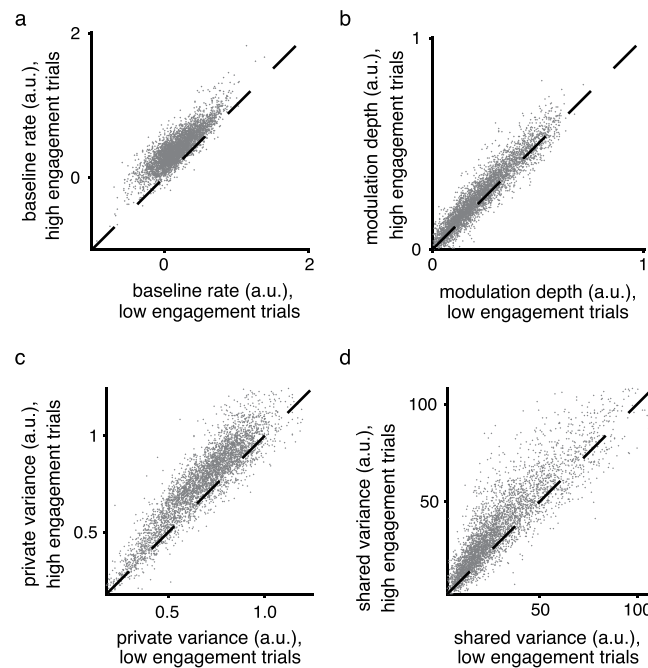 a
2
0
baseline rate (a.u.),
high engagement trials
0
2
baseline rate (a.u.),
low engagement trials
b
1
0
modulation depth (a.u.),
high engagement trials
0
1
modulation depth (a.u.),
low engagement trials
c
1
0.5
private variance (a.u.),
high engagement trials
0.5
1.0
private variance (a.u.),
low engagement trials
d
100
50
shared variance (a.u.),
high engagement trials
50
100
shared variance (a.u.),
low engagement trials